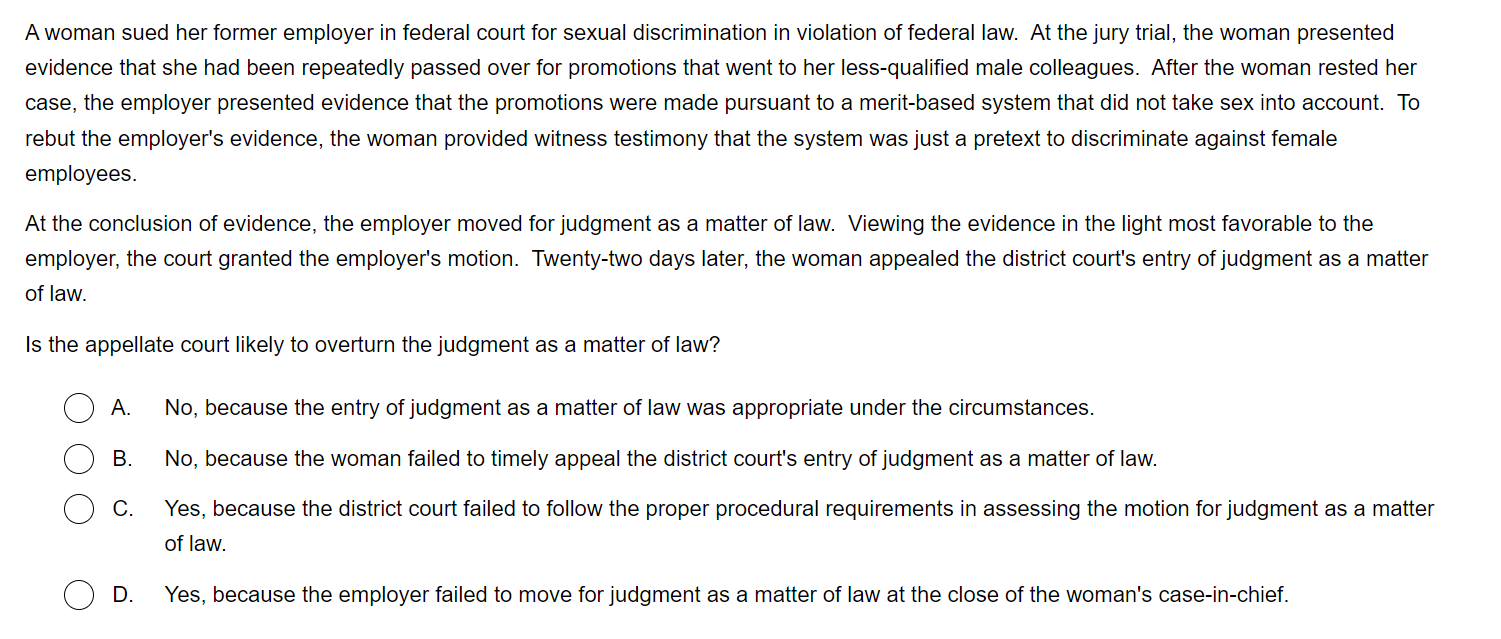 A woman sued her former employer in federal court for sexual discrimination in violation of federal law. At the jury trial, the woman presented
evidence that she had been repeatedly passed over for promotions that went to her less-qualified male colleagues. After the woman rested her
case, the employer presented evidence that the promotions were made pursuant to a merit-based system that did not take sex into account. To
rebut the employer's evidence, the woman provided witness testimony that the system was just a pretext to discriminate against female
employees.
At the conclusion of evidence, the employer moved for judgment as a matter of law. Viewing the evidence in the light most favorable to the
employer, the court granted the employer's motion. Twenty-two days later, the woman appealed the district court's entry of judgment as a matter
of law.
Is the appellate court likely to overturn the judgment as a matter of law?
A. No, because the entry of judgment as a matter of law was appropriate under the circumstances.
B. No, because the woman failed to timely appeal the district court's entry of judgment as a matter of law.
C. Yes, because the district court failed to follow the proper procedural requirements in assessing the motion for judgment as a matter
of law.
D. Yes, because the employer failed to move for judgment as a matter of law at the close of the woman's case-in-chief.